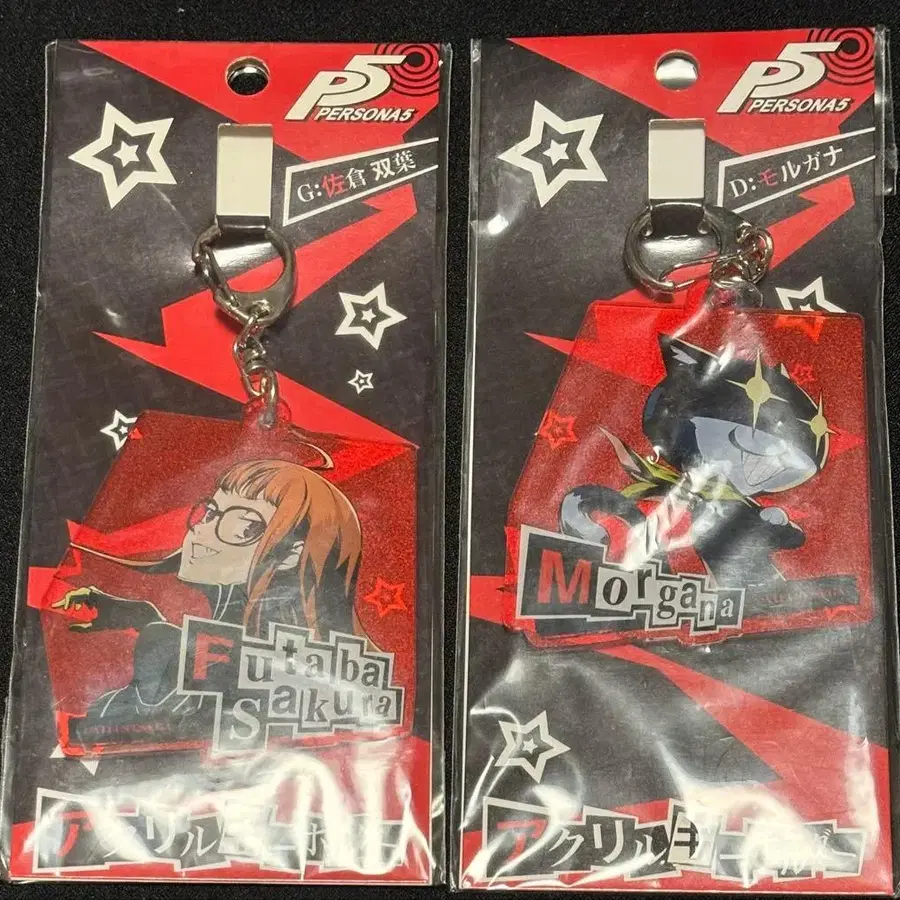 P5
PERSONA5
G:佐倉 双葉
Futaba
Sakura
アクリルキーホルダー
P5
PERSONA5
D:モルガナ
Morgana
アクリルキーホルダー